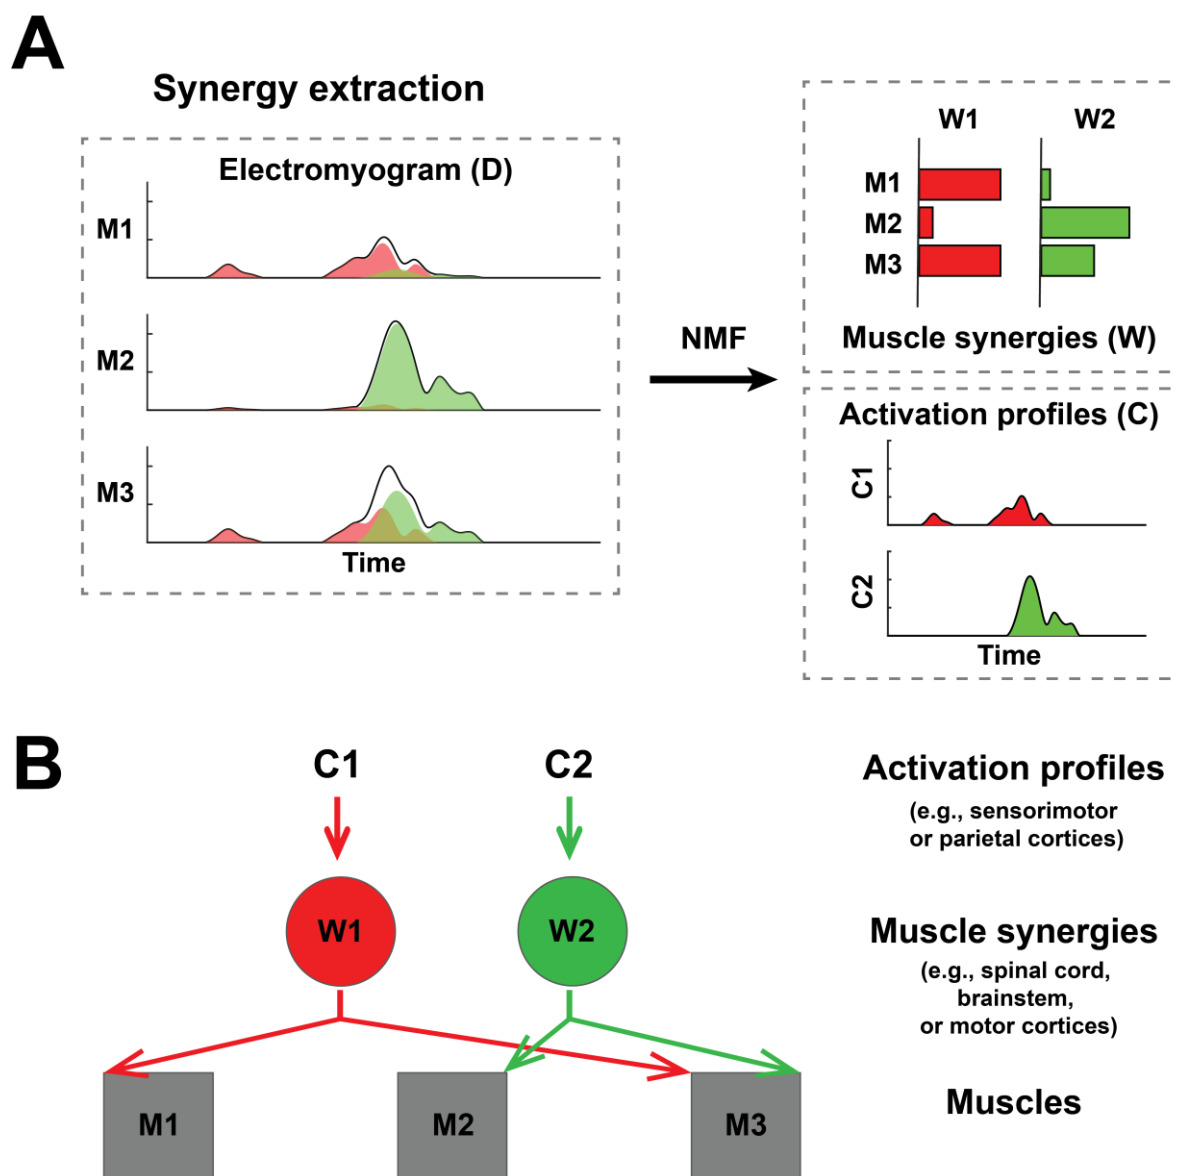 A
Synergy extraction
Electromyogram (D)
M1
M2
M3
Time
NMF
W1 W2
M1
M2
M3
Muscle synergies (W)
Activation profiles (C)
C1
C2
Time
B
C1 C2
Activation profiles
(e.g., sensorimotor
or parietal cortices)
W1 W2
Muscle synergies
(e.g., spinal cord,
brainstem,
or motor cortices)
M1 M2 M3
Muscles